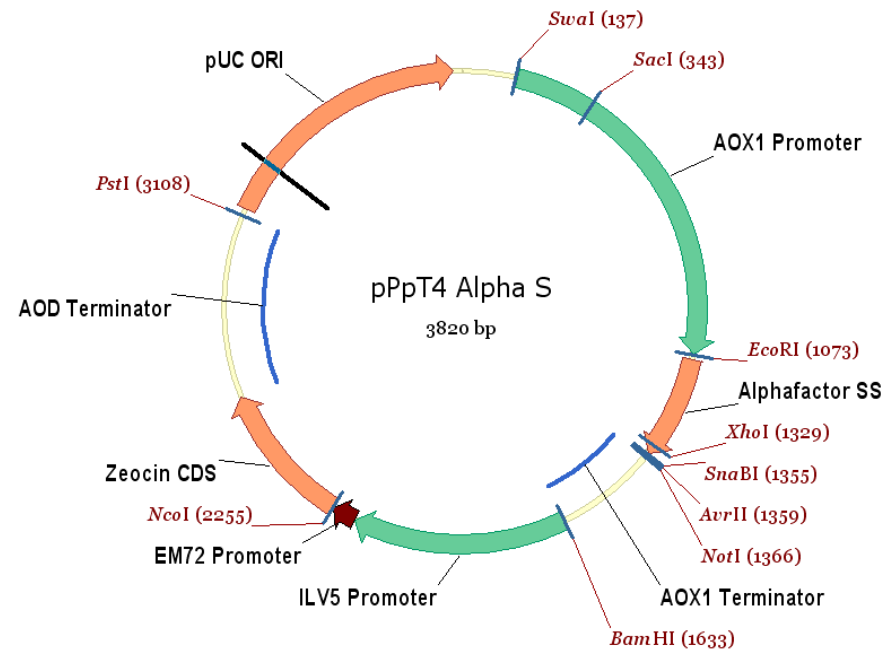 SwaI (137)
pUC ORI
SacI (343)
AOX1 Promoter
PstI (3108)
pPpT4 Alpha S
AOD Terminator
3820 bp
EcoRI (1073)
Alphafactor SS
XhoI (1329)
Zeocin CDS
SnaBI (1355)
NcoI (2255)
AvrII (1359)
EM72 Promoter
NotI (1366)
ILV5 Promoter
AOX1 Terminator
BamHI (1633)